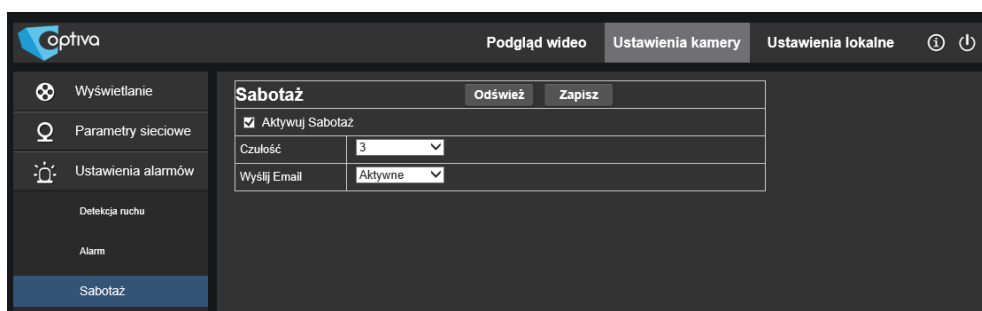 optiva
Podgląd wideo Ustawienia kamery Ustawienia lokalne
Wyświetlanie
Parametry sieciowe
Ustawienia alarmów
Detekcja ruchu
Alarm
Sabotaż
Sabotaż Odśwież Zapisz
Aktywuj Sabotaż
Czułość 3
Wyślij Email Aktywne